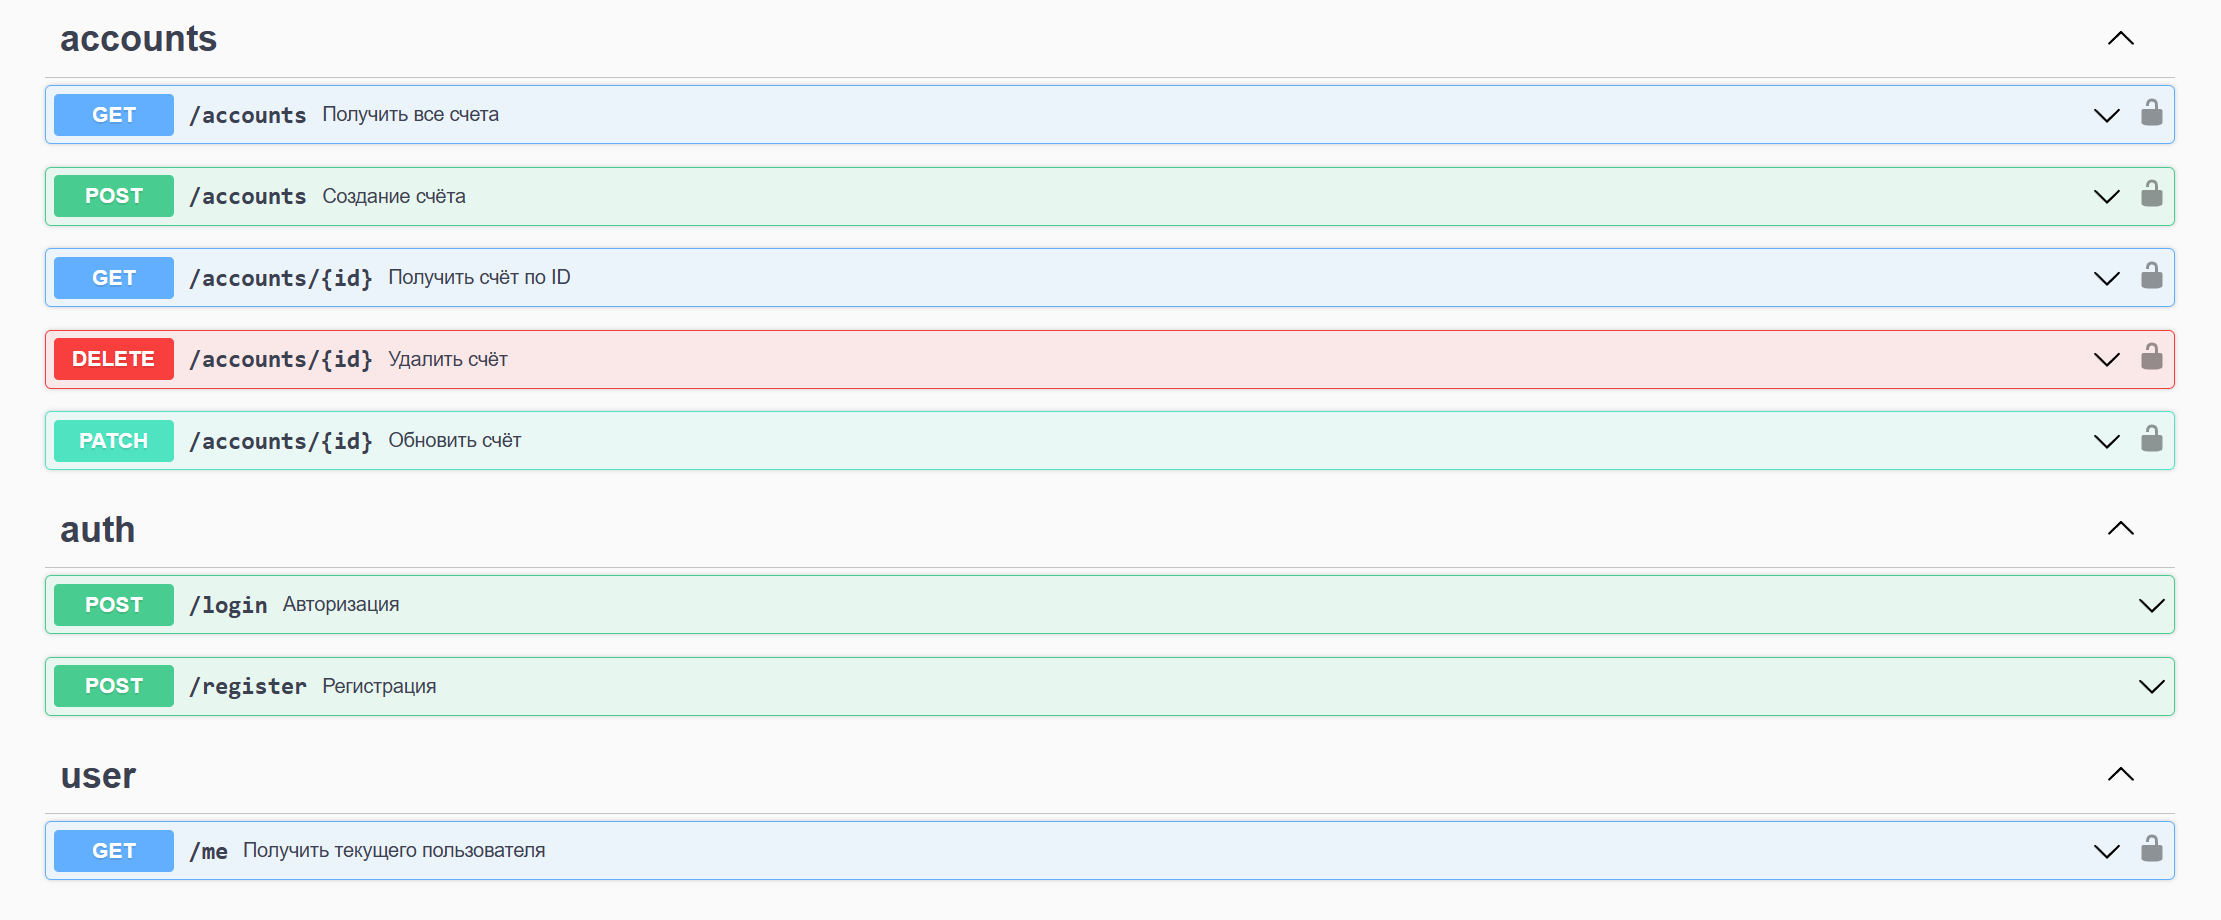 accounts
GET /accounts Получить все счета
POST /accounts Создание счёта
GET /accounts/{id} Получить счёт по ID
DELETE /accounts/{id} Удалить счёт
PATCH /accounts/{id} Обновить счёт
auth
POST /login Авторизация
POST /register Регистрация
user
GET /me Получить текущего пользователя